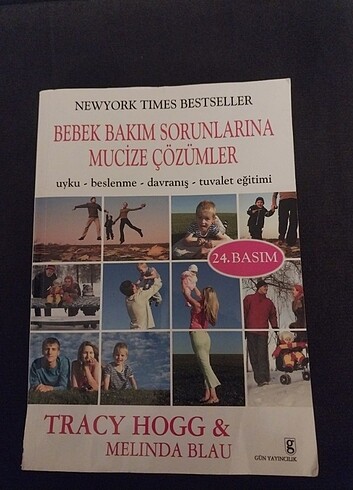 NEWYORK TIMES BESTSELLER
BEBEK BAKIM SORUNLARINA
MUCİZE ÇÖZÜMLER
uyku - beslenme - davranış - tuvalet eğitimi
24. BASIM
TRACY HOGG &
MELINDA BLAU
g
GÜN YAYINCILIK